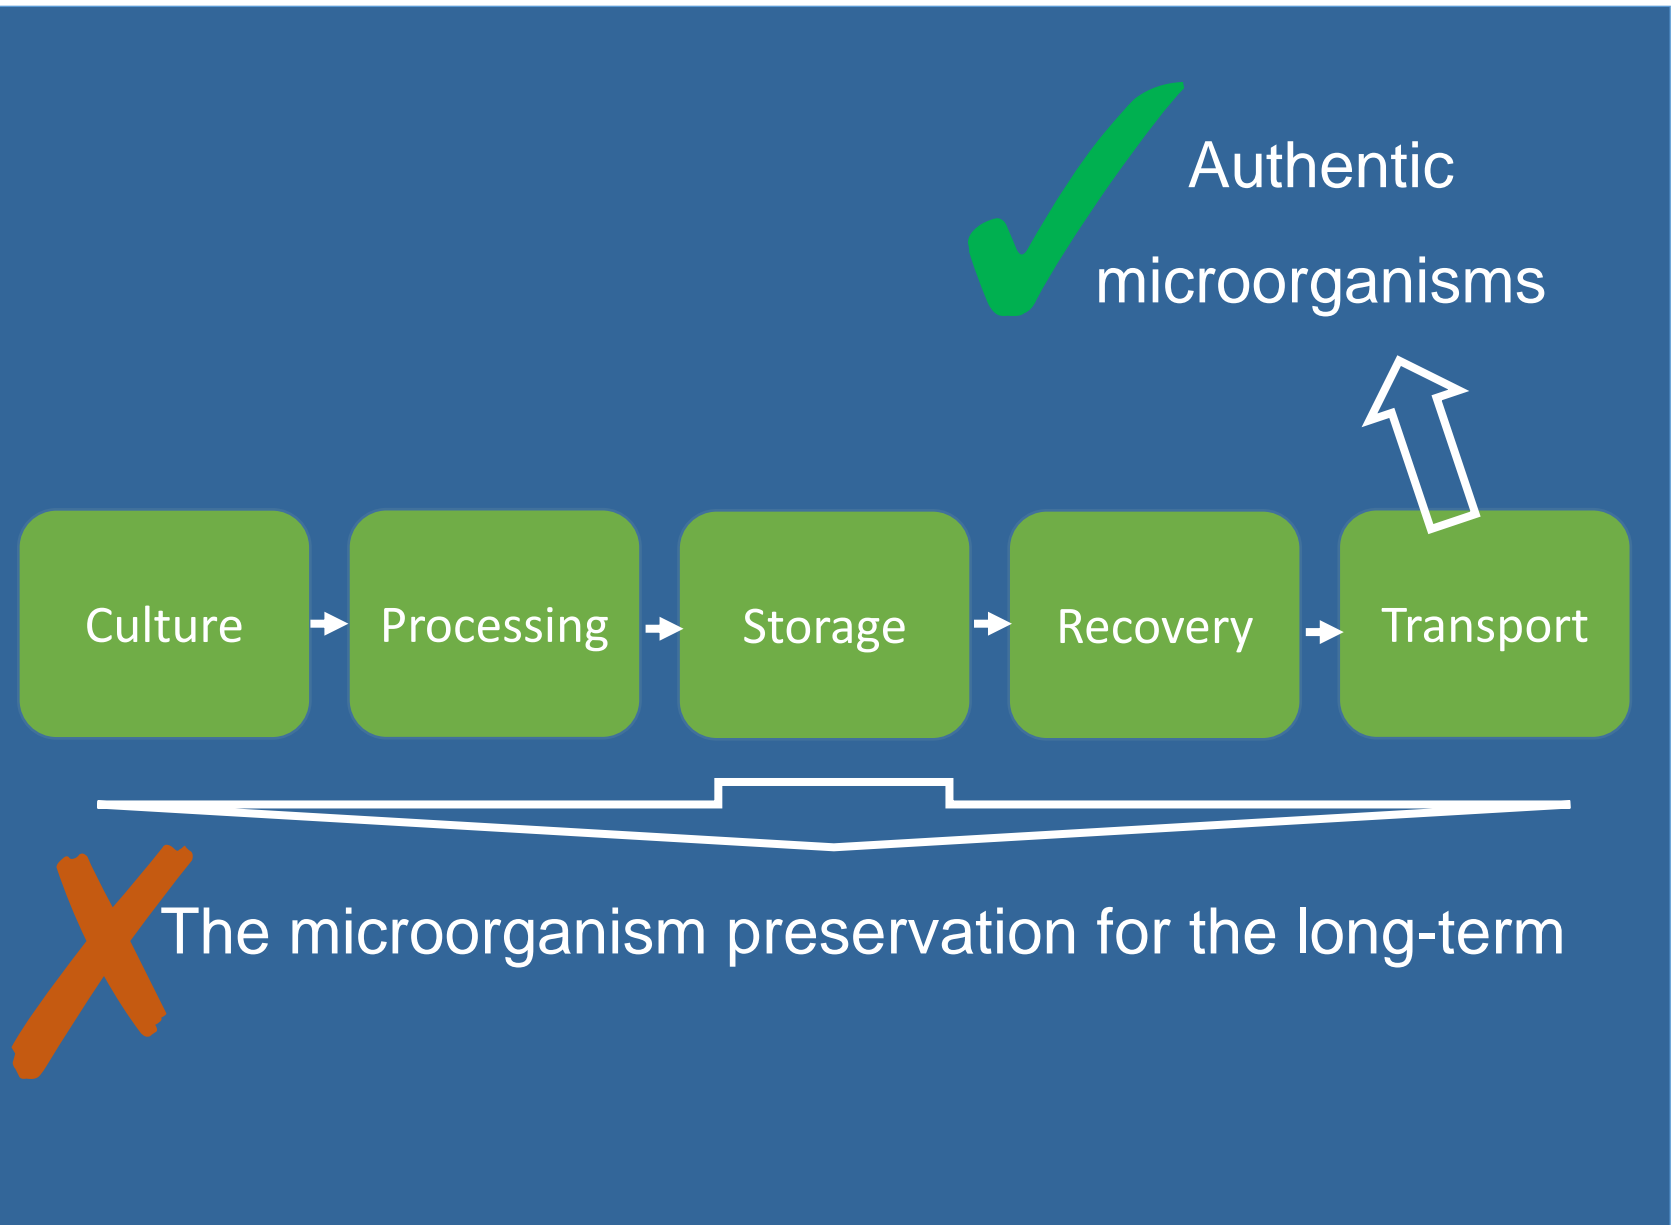 Authentic
microorganisms
Culture
Processing
Storage
Recovery
Transport
The microorganism preservation for the long-term